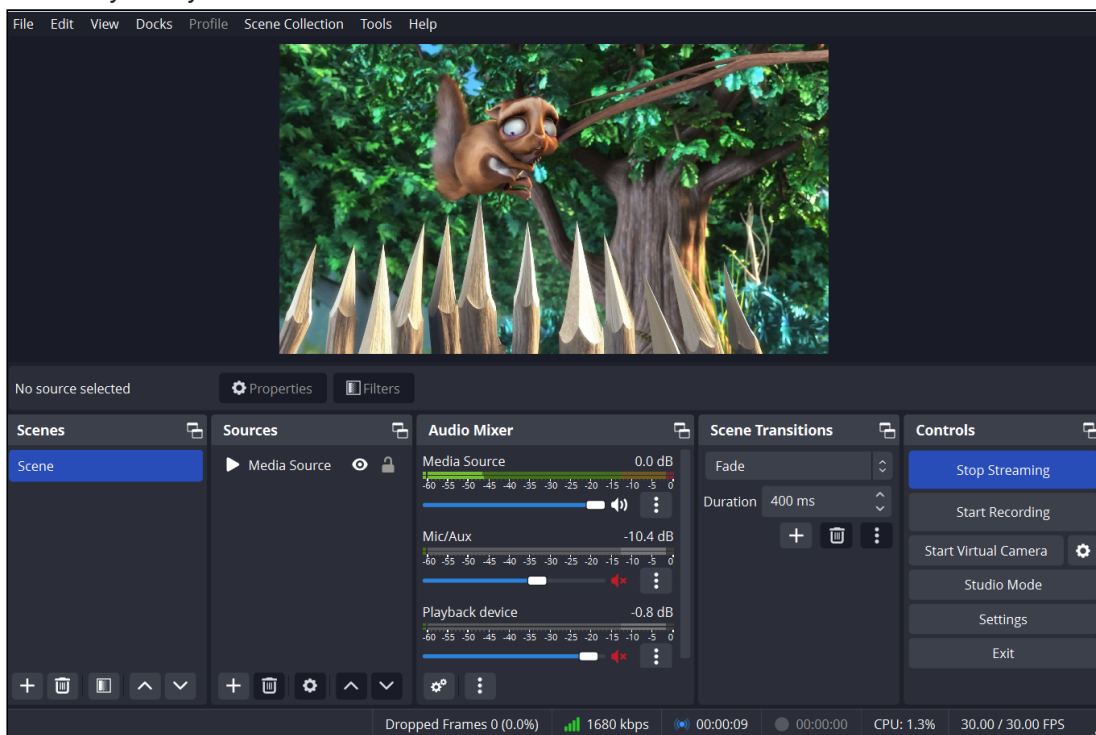 File Edit View Docks Profile Scene Collection Tools Help
No source selected Properties Filters
Scenes
Scene
Sources
Media Source
Audio Mixer
Media Source 0.0 dB
-60 -55 -50 -45 -40 -35 -30 -25 -20 -15 -10 -5 0
Mic/Aux -10.4 dB
-60 -55 -50 -45 -40 -35 -30 -25 -20 -15 -10 -5 0
Playback device -0.8 dB
-60 -55 -50 -45 -40 -35 -30 -25 -20 -15 -10 -5 0
Scene Transitions
Fade
Duration 400 ms
Controls
Stop Streaming
Start Recording
Start Virtual Camera
Studio Mode
Settings
Exit
Dropped Frames 0 (0.0%) 1680 kbps 00:00:09 00:00:00 CPU: 1.3% 30.00 / 30.00 FPS